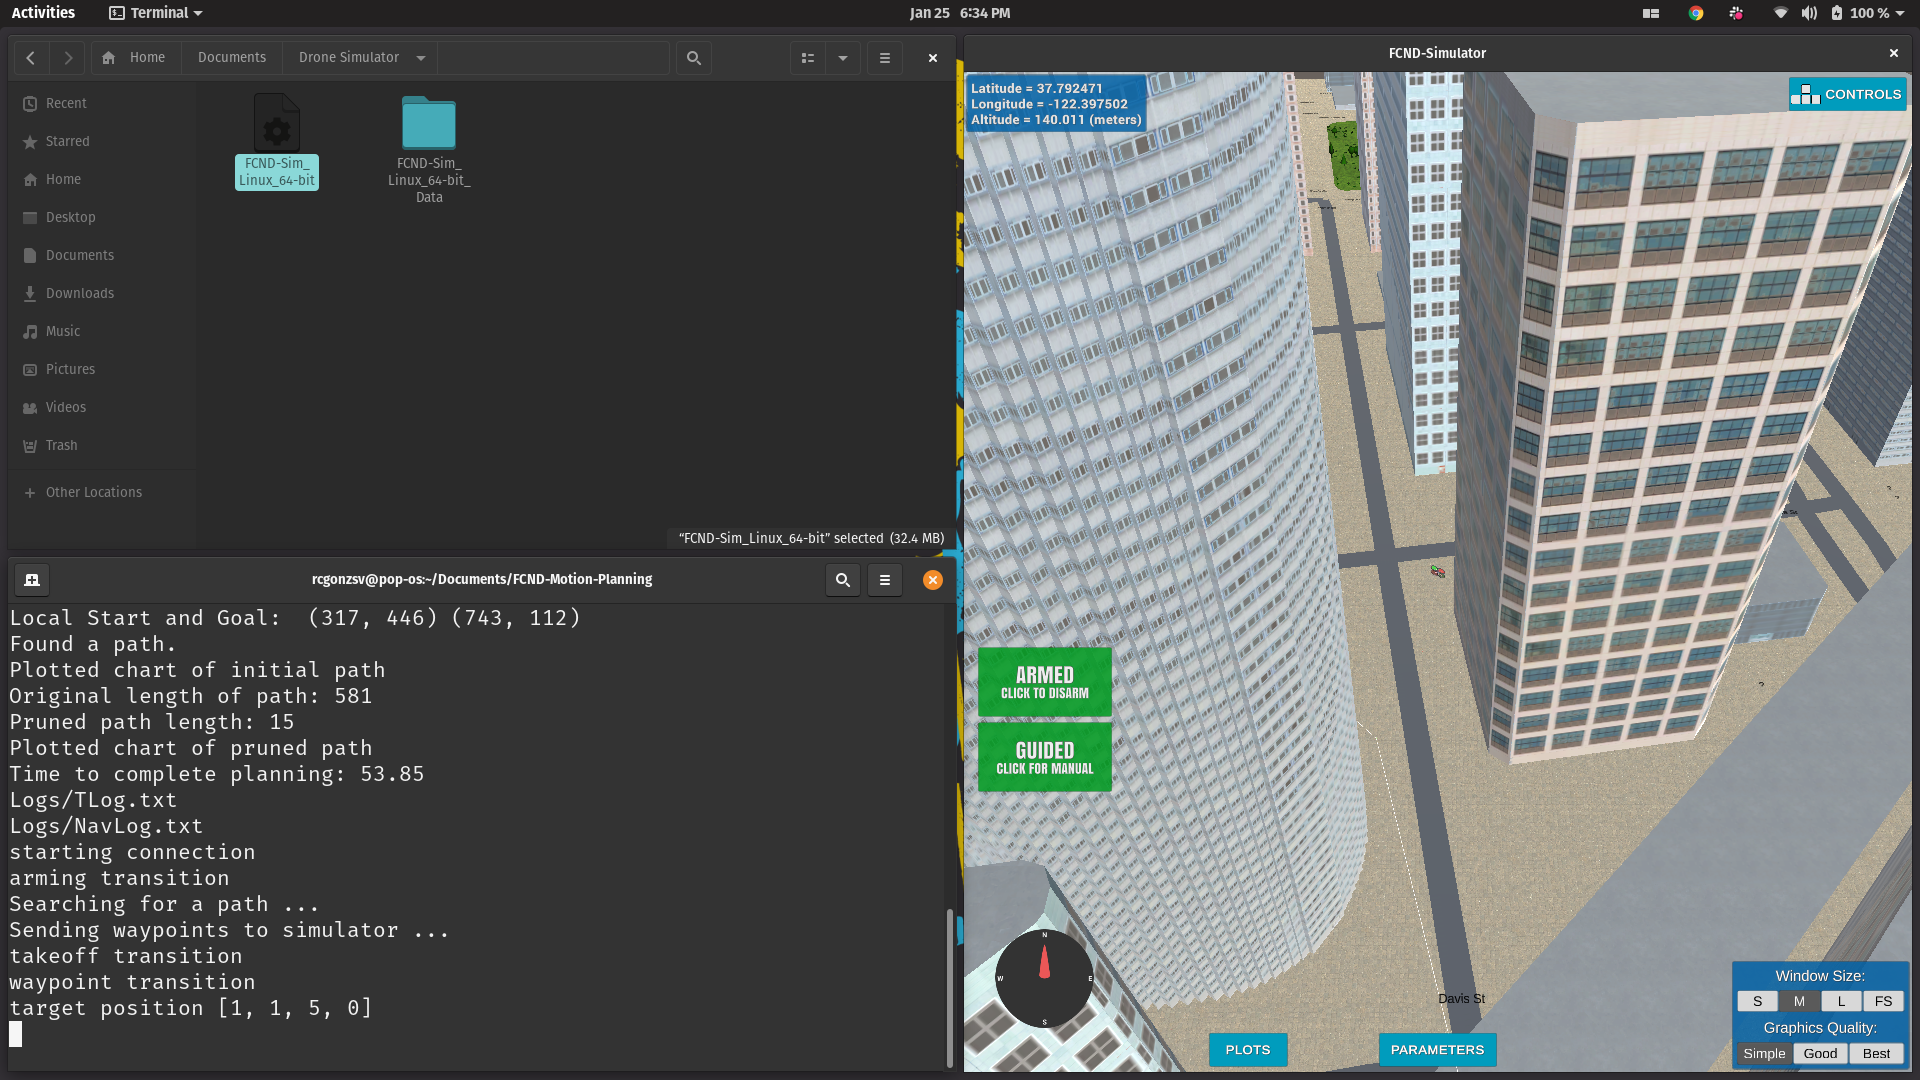 Activities
Terminal
Jan 25 6:34 PM
100 %
Home
Documents
Drone Simulator
Recent
Starred
Home
Desktop
Documents
Downloads
Music
Pictures
Videos
Trash
+ Other Locations
FCND-Sim_
Linux_64-bit
FCND-Sim_
Linux_64-bit_
Data
“FCND-Sim_Linux_64-bit” selected (32.4 MB)
rcgonzsv@pop-os:~/Documents/FCND-Motion-Planning
Local Start and Goal:  (317, 446) (743, 112)
Found a path.
Plotted chart of initial path
Original length of path: 581
Pruned path length: 15
Plotted chart of pruned path
Time to complete planning: 53.85
Logs/TLog.txt
Logs/NavLog.txt
starting connection
arming transition
Searching for a path ...
Sending waypoints to simulator ...
takeoff transition
waypoint transition
target position [1, 1, 5, 0]
FCND-Simulator
Latitude = 37.792471
Longitude = -122.397502
Altitude = 140.011 (meters)
CONTROLS
ARMED
CLICK TO DISARM
GUIDED
CLICK FOR MANUAL
N
W
E
S
Davis St
PLOTS
PARAMETERS
Window Size:
S
M
L
FS
Graphics Quality:
Simple
Good
Best